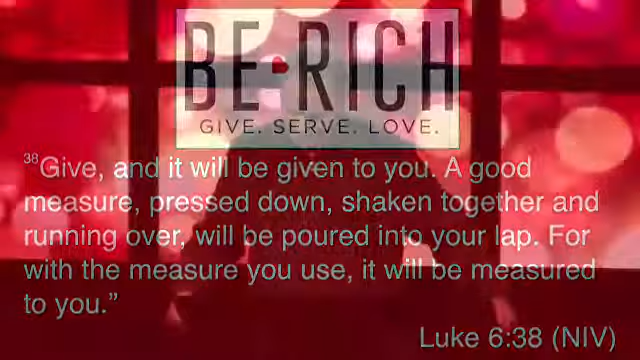 BE·RICH
GIVE. SERVE. LOVE.
38Give, and it will be given to you. A good
measure, pressed down, shaken together and
running over, will be poured into your lap. For
with the measure you use, it will be measured
to you.”
Luke 6:38 (NIV)